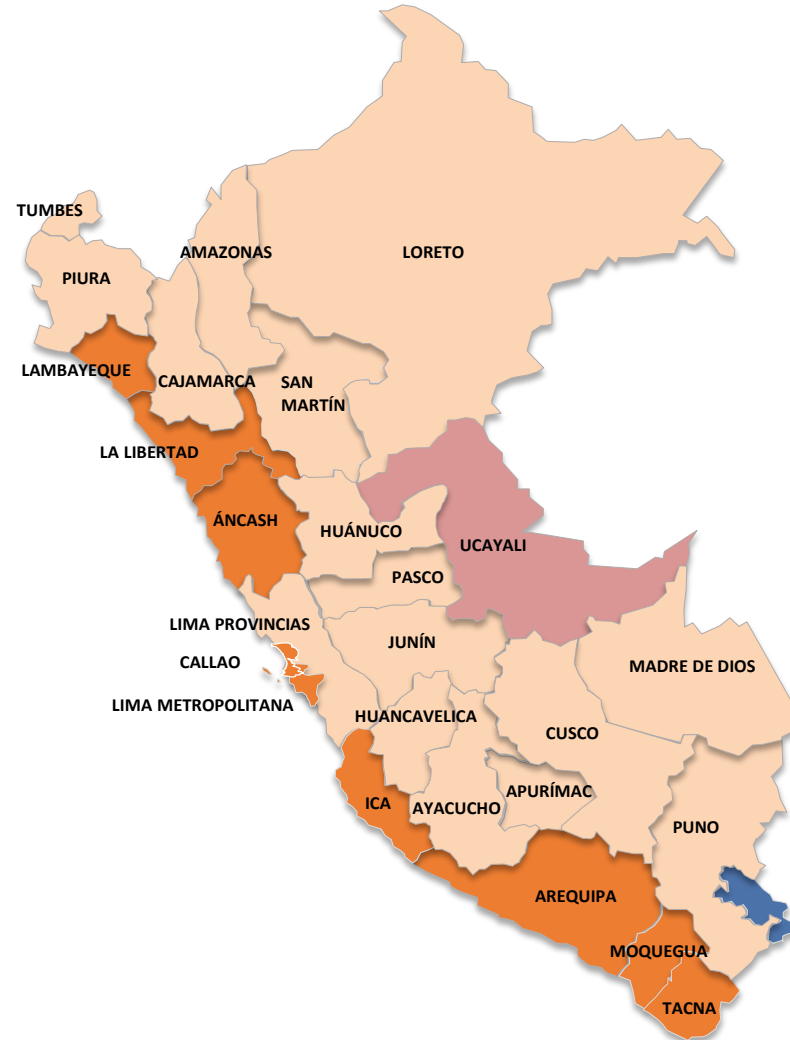 TUMBES
AMAZONAS
LORETO
PIURA
LAMBAYEQUE
CAJAMARCA
SAN
MARTÍN
LA LIBERTAD
ÁNCASH
HUÁNUCO
UCAYALI
PASCO
LIMA PROVINCIAS
JUNÍN
CALLAO
MADRE DE DIOS
LIMA METROPOLITANA
HUANCAVELICA
CUSCO
ICA
AYACUCHO
APURÍMAC
PUNO
AREQUIPA
MOQUEGUA
TACNA